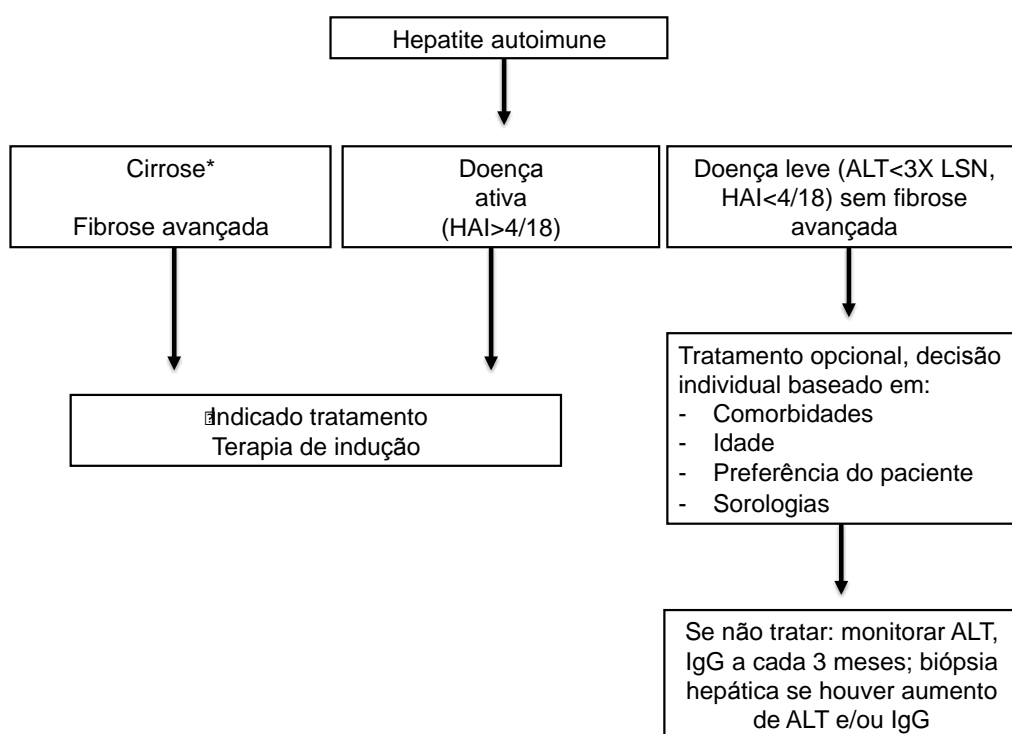 Hepatite autoimune
Cirrose*
Fibrose avançada
Doença
ativa
(HAI>4/18)
Doença leve (ALT<3X LSN,
HAI<4/18) sem fibrose
avançada
Indicado tratamento
Terapia de indução
Tratamento opcional, decisão
individual baseado em:
- Comorbidades
- Idade
- Preferência do paciente
- Sorologias
Se não tratar: monitorar ALT,
IgG a cada 3 meses; biópsia
hepática se houver aumento
de ALT e/ou IgG